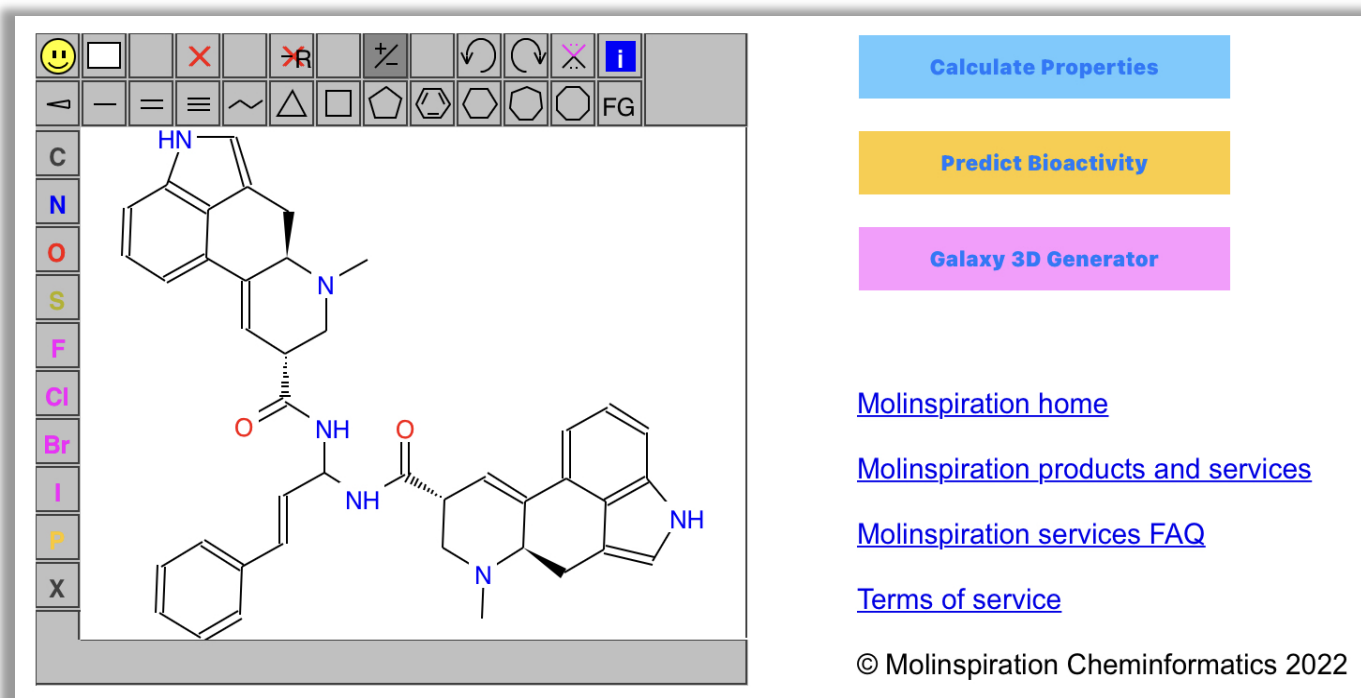 R
+/-
i
FG
C
N
O
S
F
Cl
Br
I
P
X
HN
N
O
NH
O
NH
NH
N
Calculate Properties
Predict Bioactivity
Galaxy 3D Generator
Molinspiration home
Molinspiration products and services
Molinspiration services FAQ
Terms of service
© Molinspiration Cheminformatics 2022